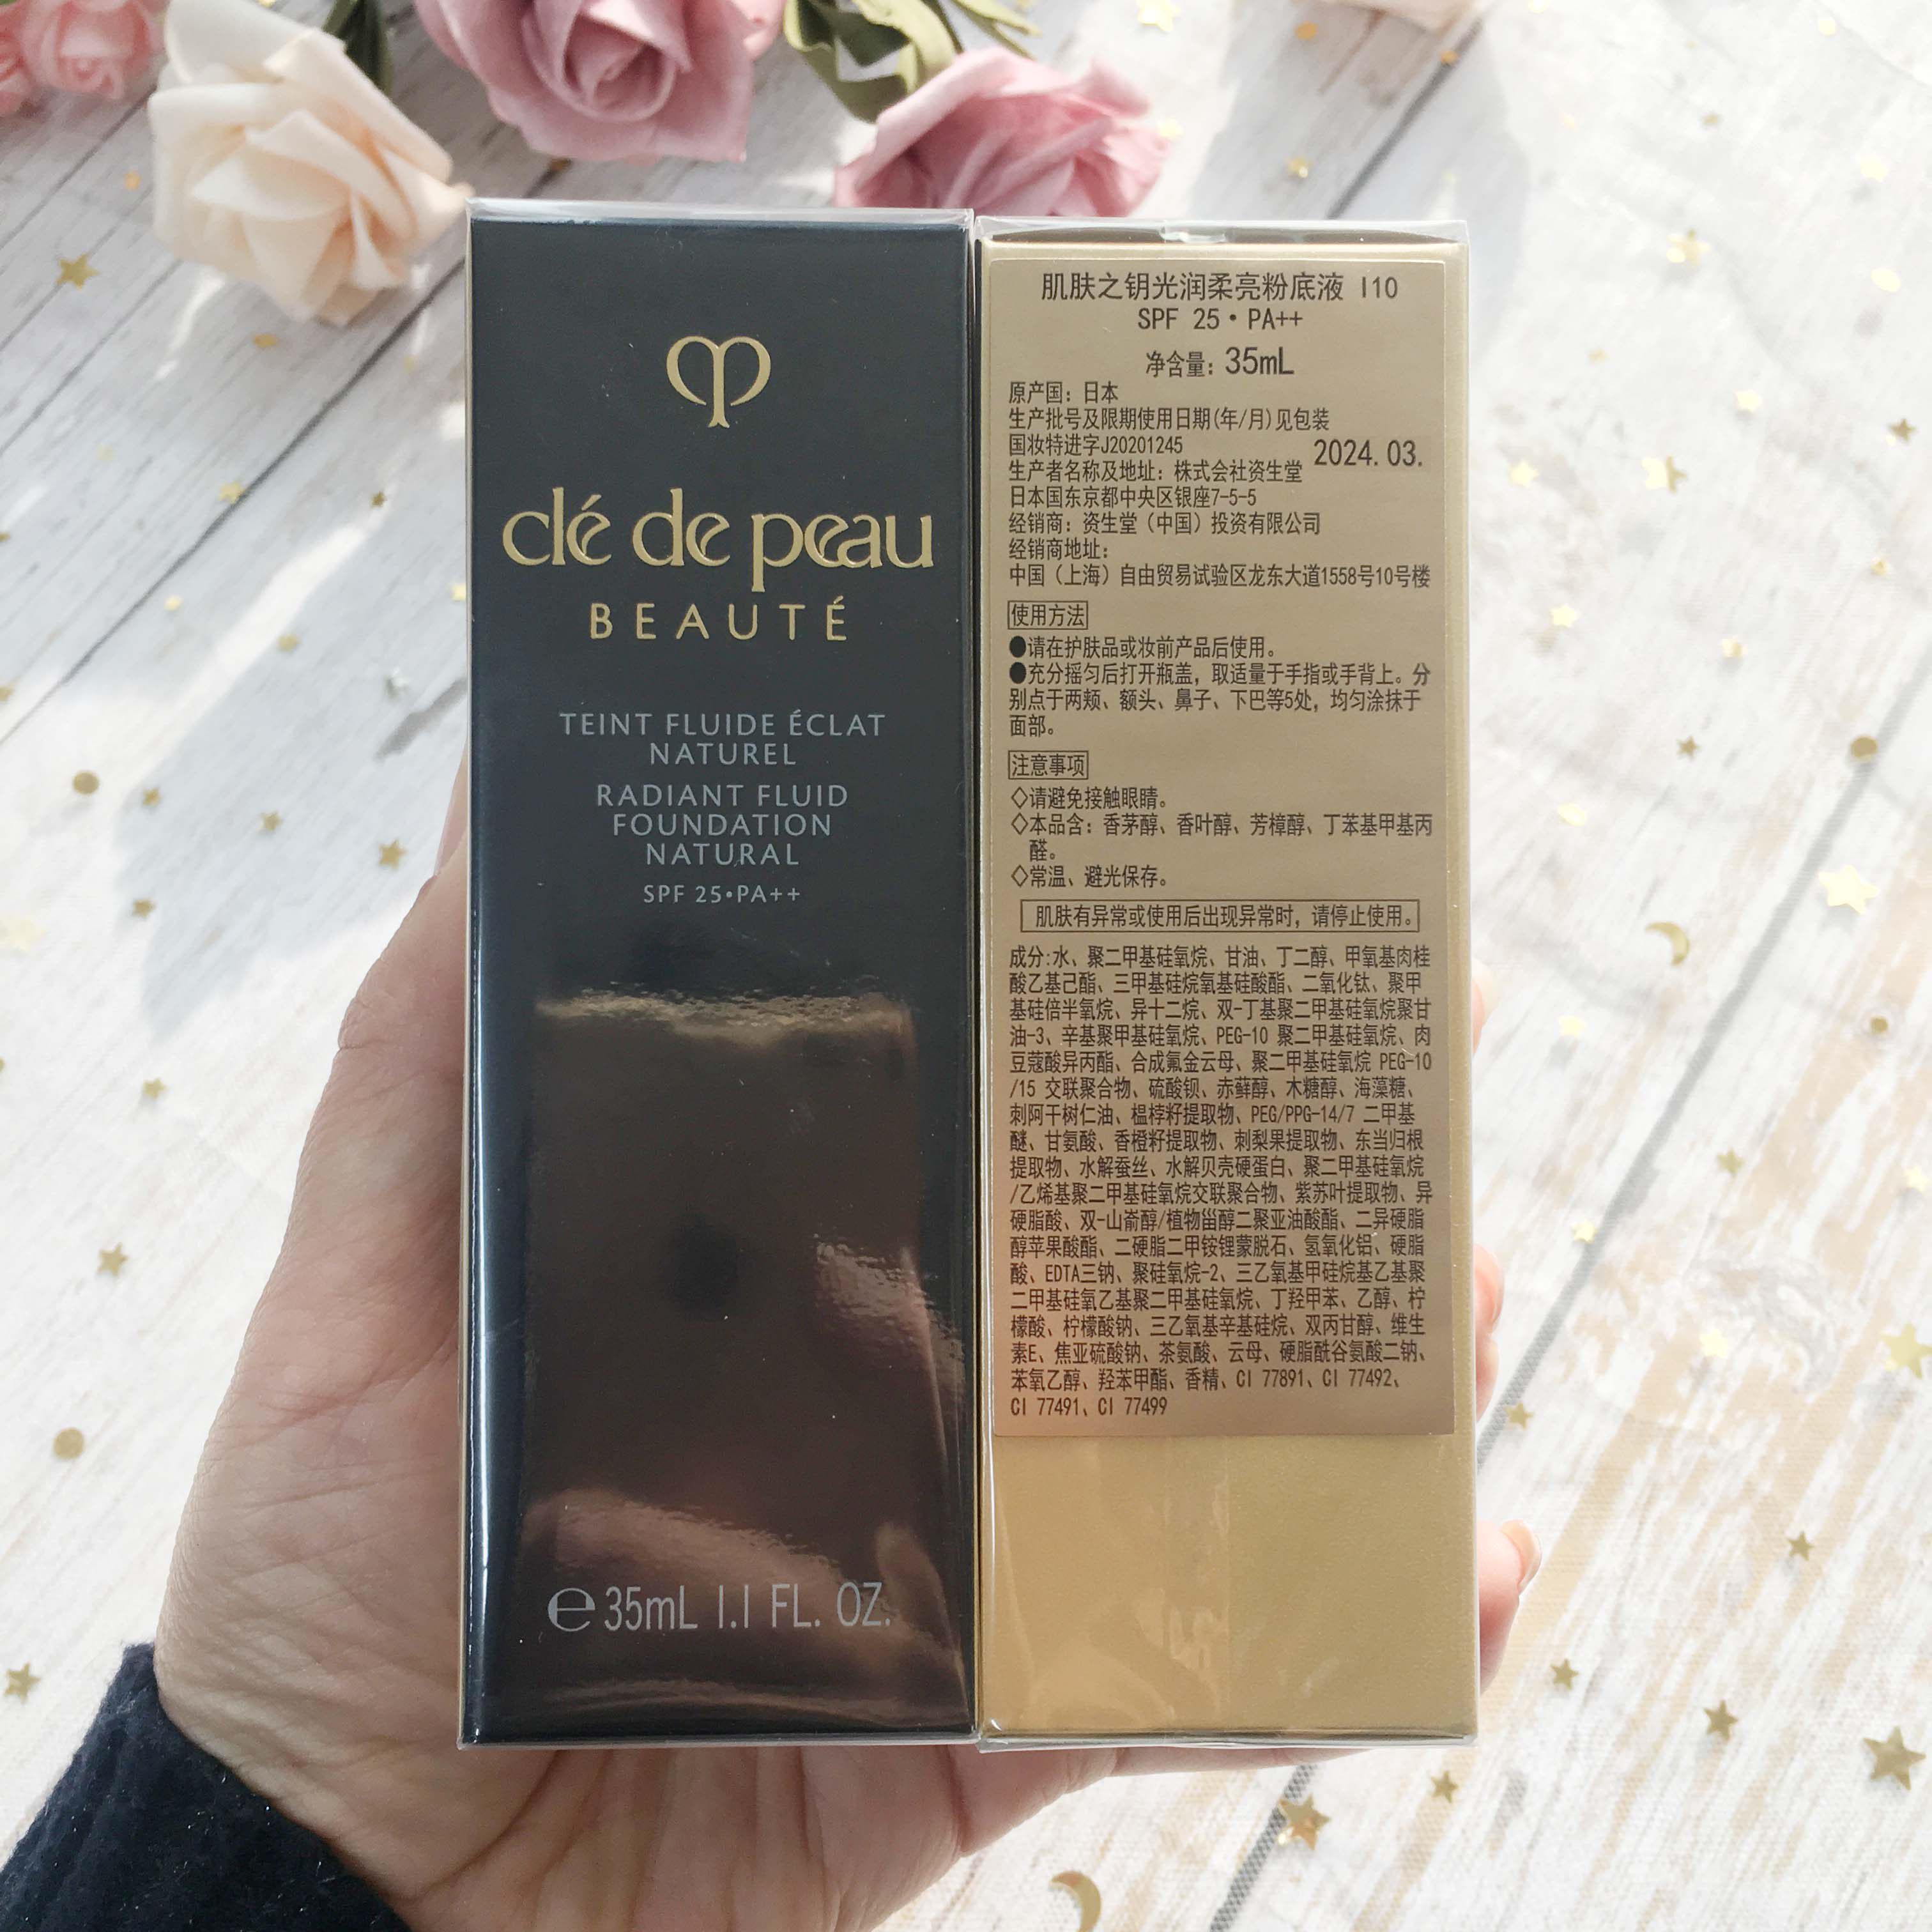 clé de peau
BEAUTÉ
TEINT FLUIDE ÉCLAT
NATUREL
RADIANT FLUID
FOUNDATION
NATURAL
SPF 25•PA++
℮35mL 1.1 FL. OZ.
肌肤之钥光润柔亮粉底液 I10
SPF 25•PA++
净含量：35mL
原产国：日本
生产批号及限期使用日期(年/月)见包装
国妆特进字J20201245
2024.03.
生产者名称及地址：株式会社资生堂
日本国东京都中央区银座7-5-5
经销商：资生堂（中国）投资有限公司
经销商地址：
中国（上海）自由贸易试验区龙东大道1558号10号楼
使用方法
●请在护肤品或妆前产品后使用。
●充分摇匀后打开瓶盖，取适量于手指或手背上。分
别点于两颊、额头、鼻子、下巴等5处，均匀涂抹于
面部。
注意事项
◇请避免接触眼睛。
◇本品含：香茅醇、香叶醇、芳樟醇、丁苯基甲基丙
醛。
◇常温、避光保存。
肌肤有异常或使用后出现异常时，请停止使用。
成分:水、聚二甲基硅氧烷、甘油、丁二醇、甲氧基肉桂
酸乙基己酯、三甲基硅烷氧基硅酸酯、二氧化钛、聚甲
基硅倍半氧烷、异十二烷、双-丁基聚二甲基硅氧烷聚甘
油-3、辛基聚甲基硅氧烷、PEG-10 聚二甲基硅氧烷、肉
豆蔻酸异丙酯、合成氟金云母、聚二甲基硅氧烷 PEG-10
/15 交联聚合物、硫酸钡、赤藓醇、木糖醇、海藻糖、
刺阿干树仁油、榅桲籽提取物、PEG/PPG-14/7 二甲基
醚、甘氨酸、香橙籽提取物、刺梨果提取物、东当归根
提取物、水解蚕丝、水解贝壳硬蛋白、聚二甲基硅氧烷
/乙烯基聚二甲基硅氧烷交联聚合物、紫苏叶提取物、异
硬脂酸、双-山嵛醇/植物甾醇二聚亚油酸酯、二异硬脂
醇苹果酸酯、二硬脂二甲铵锂蒙脱石、氢氧化铝、硬脂
酸、EDTA三钠、聚硅氧烷-2、三乙氧基甲硅烷基乙基聚
二甲基硅氧乙基聚二甲基硅氧烷、丁羟甲苯、乙醇、柠
檬酸、柠檬酸钠、三乙氧基辛基硅烷、双丙甘醇、维生
素E、焦亚硫酸钠、茶氨酸、云母、硬脂酰谷氨酸二钠、
苯氧乙醇、羟苯甲酯、香精、CI 77891、CI 77492、
CI 77491、CI 77499